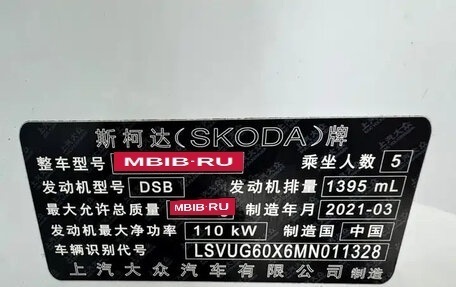 斯柯达(SKODA)牌
整车型号 MBIB·RU 乘坐人数 5
发动机型号 DSB 发动机排量 1395 mL
最大允许总质量 MBIB·RU 制造年月 2021-03
发动机最大净功率 110 kW 制造国 中国
车辆识别代号 LSVUG60X6MN011328
上汽大众汽车有限公司 制造